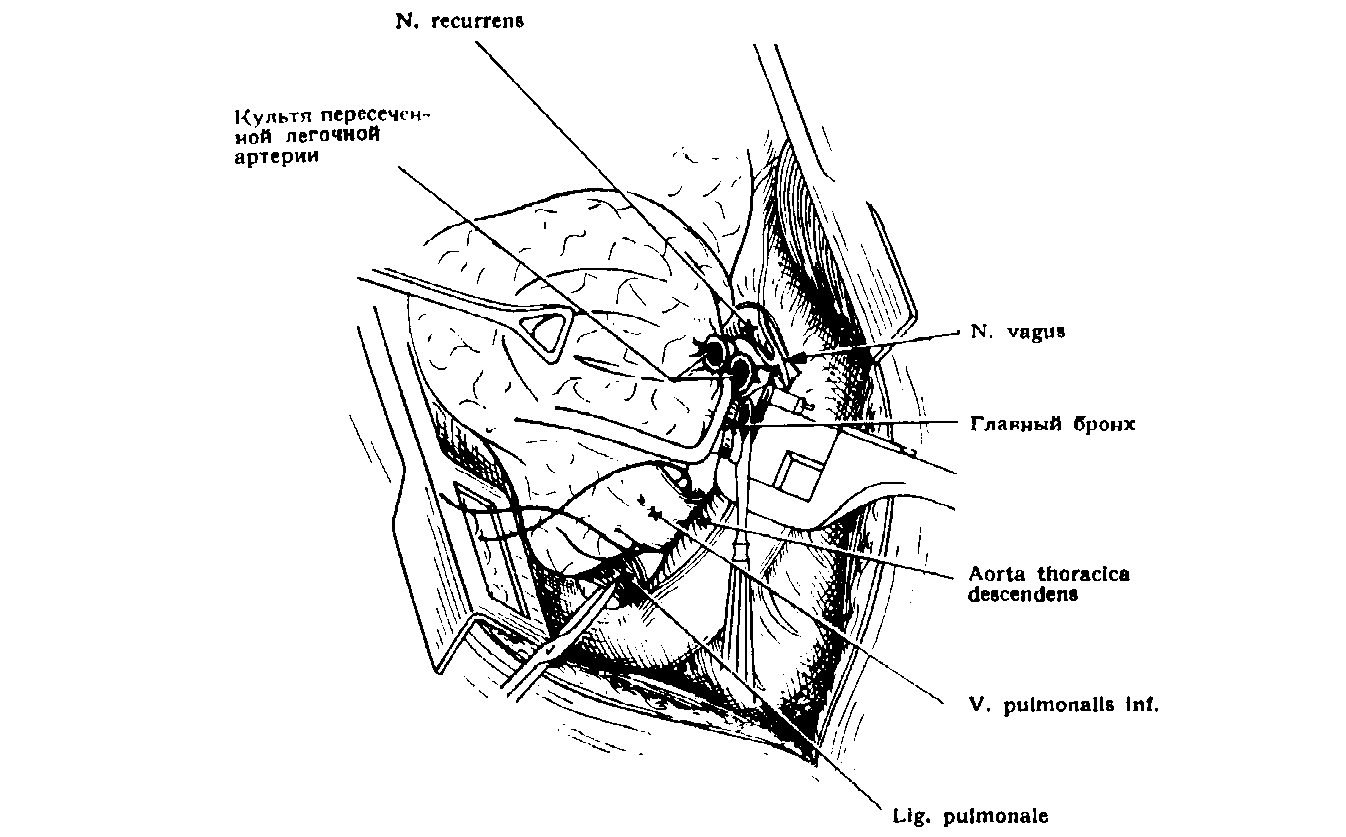 N. recurrens
Культя пересечен-
ной легочной
артерии
N. vagus
Главный бронх
Aorta thoracica
descendens
V. pulmonalis inf.
Lig. pulmonale